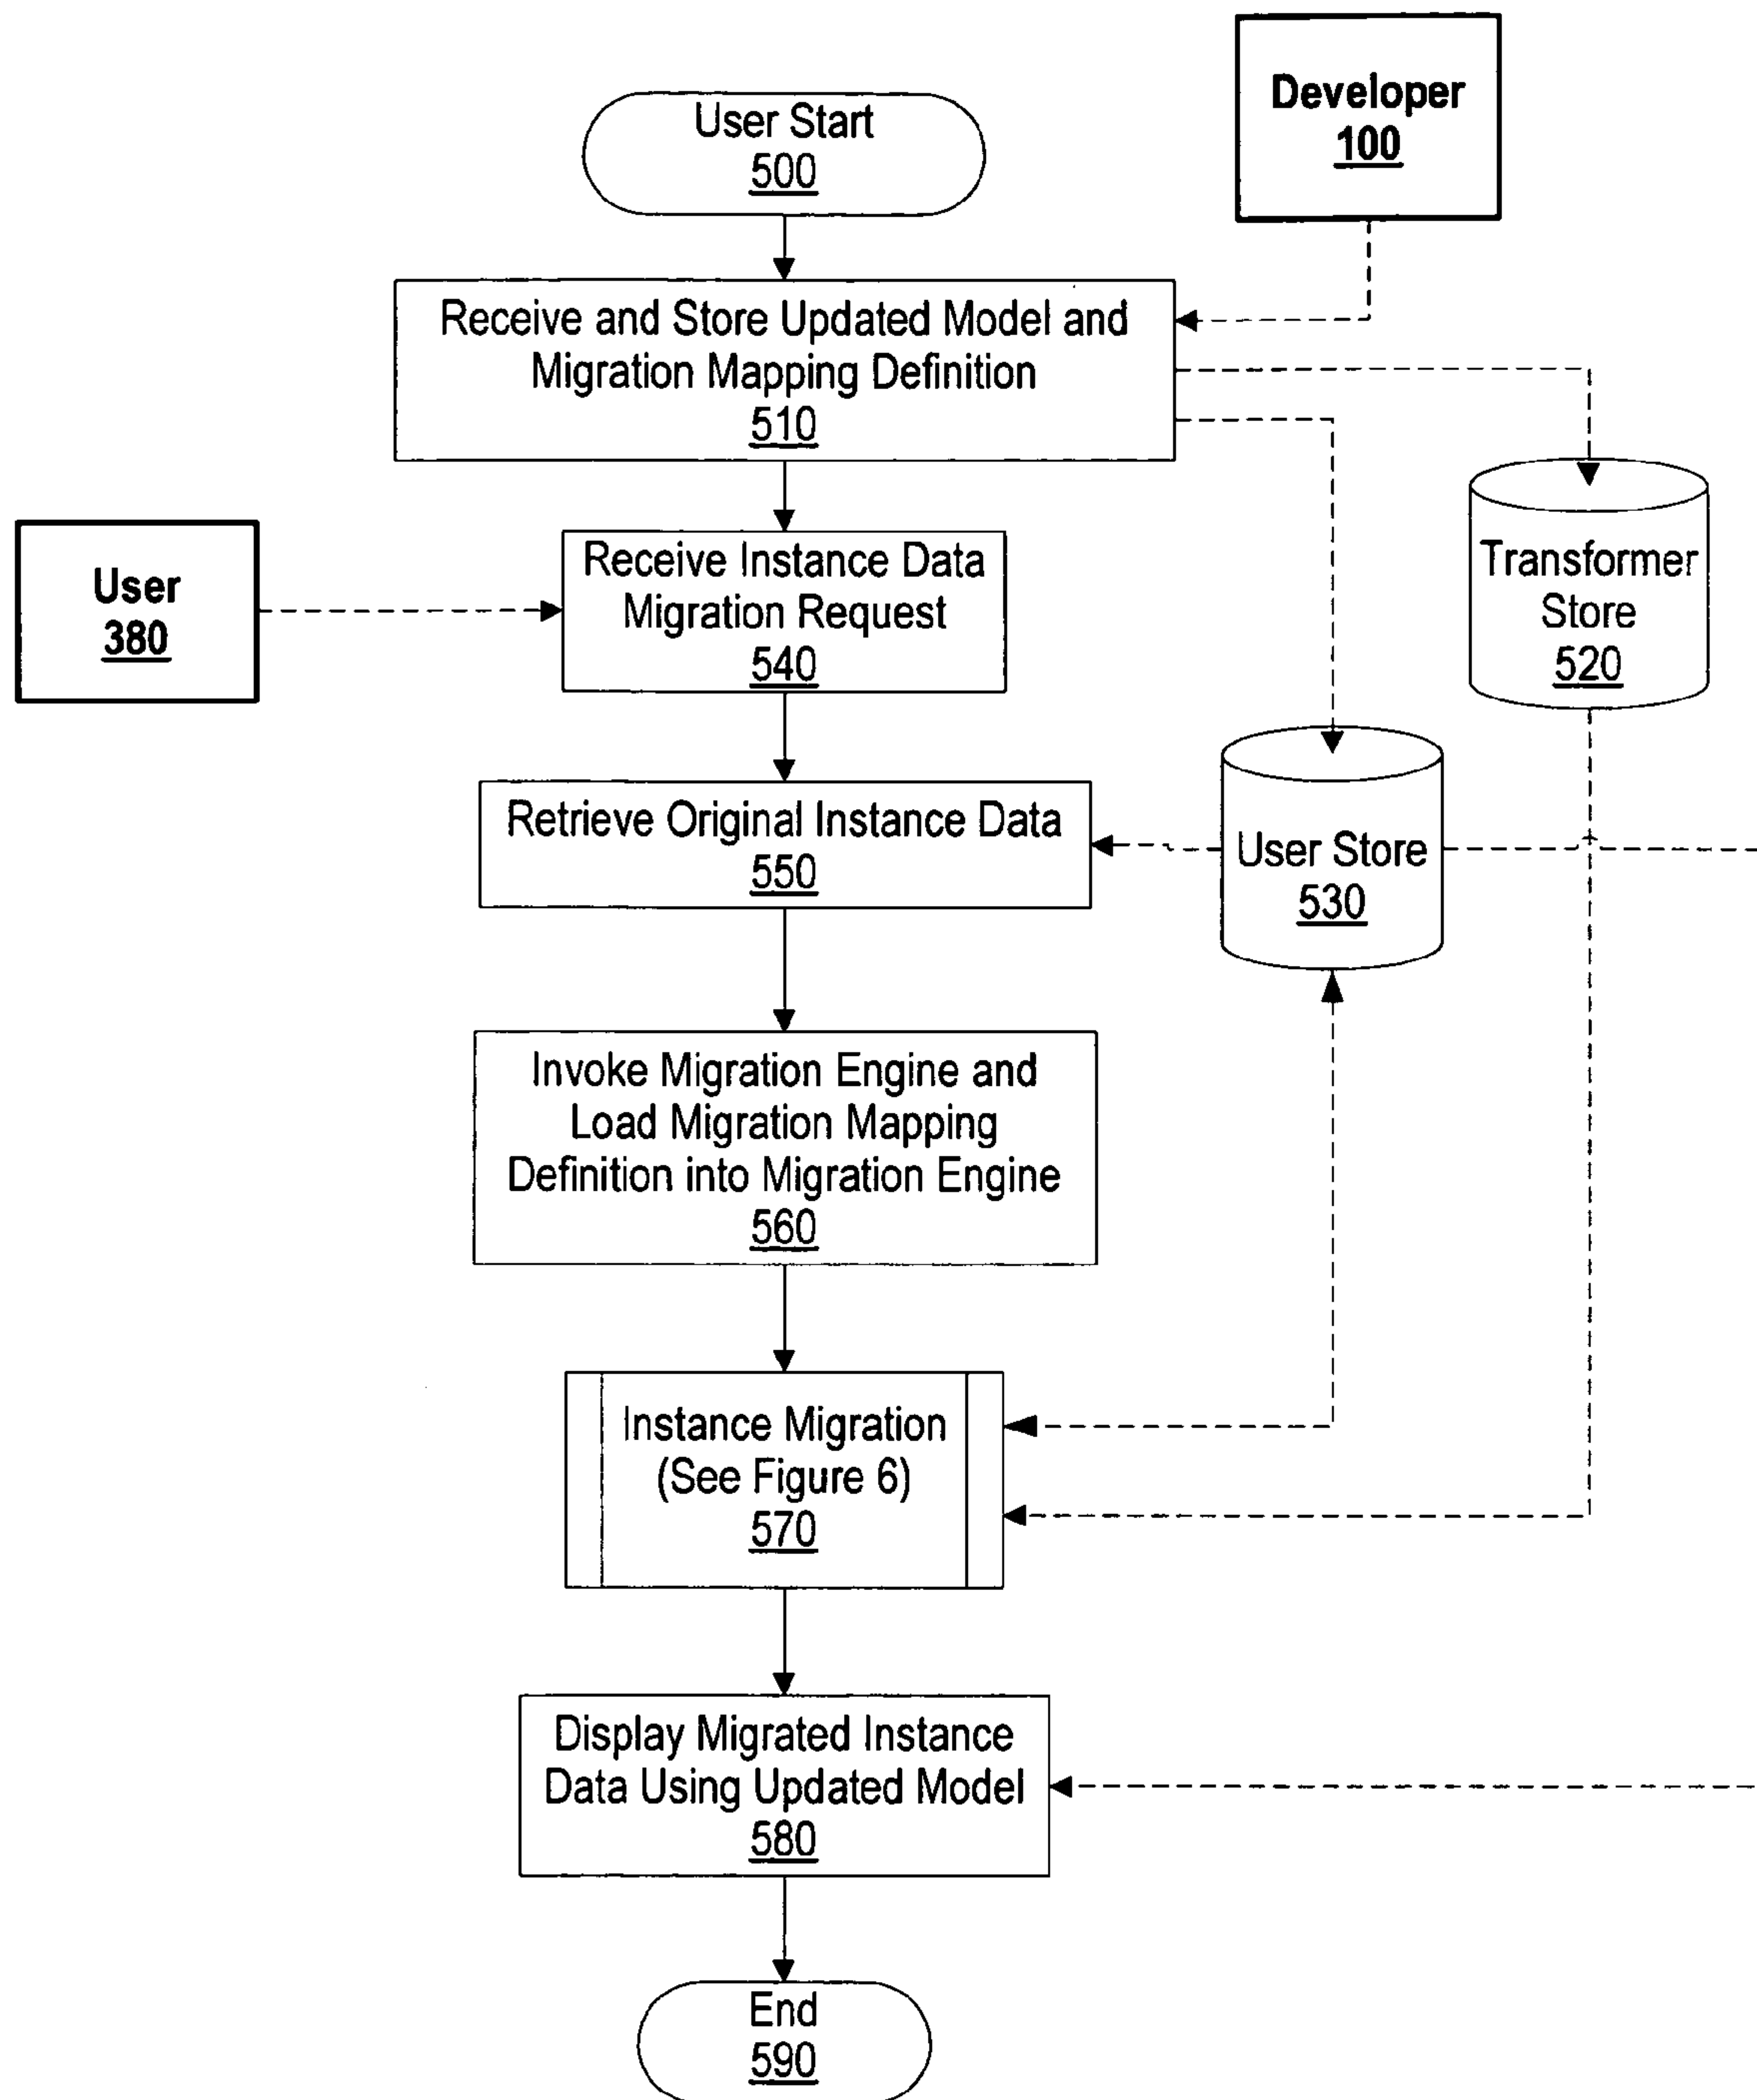 User Start
500
Developer
100
Receive and Store Updated Model and
Migration Mapping Definition
510
User
380
Receive Instance Data
Migration Request
540
Transformer
Store
520
Retrieve Original Instance Data
550
User Store
530
Invoke Migration Engine and
Load Migration Mapping
Definition into Migration Engine
560
Instance Migration
(See Figure 6)
570
Display Migrated Instance
Data Using Updated Model
580
End
590